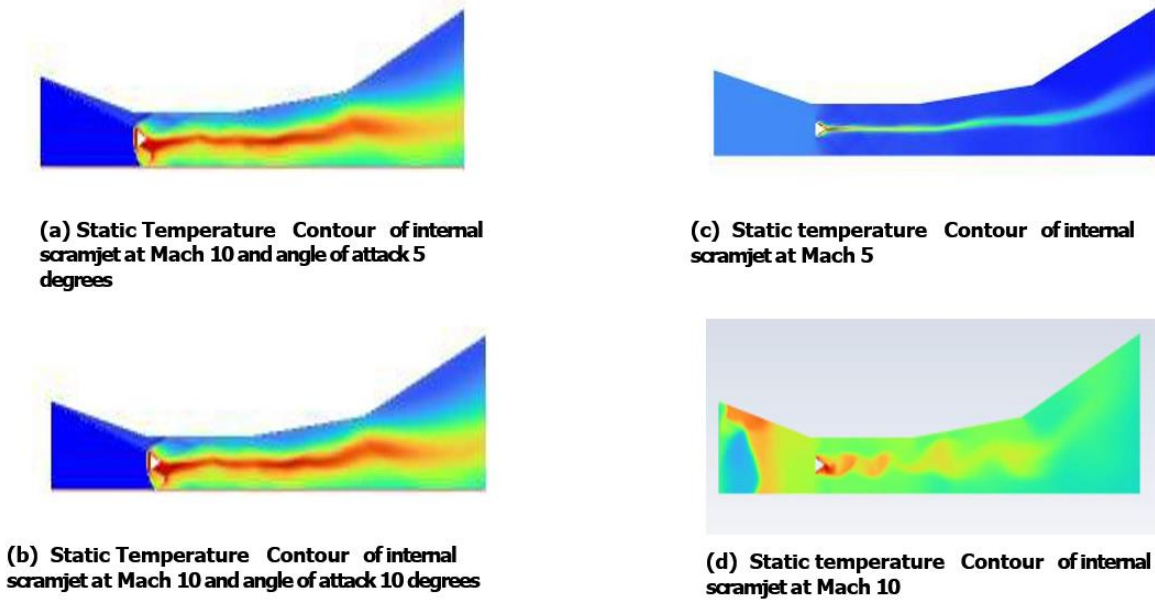 (a) Static Temperature Contour of internal
scramjet at Mach 10 and angle of attack 5
degrees
(c) Static temperature Contour of internal
scramjet at Mach 5
(b) Static Temperature Contour of internal
scramjet at Mach 10 and angle of attack 10 degrees
(d) Static temperature Contour of internal
scramjet at Mach 10